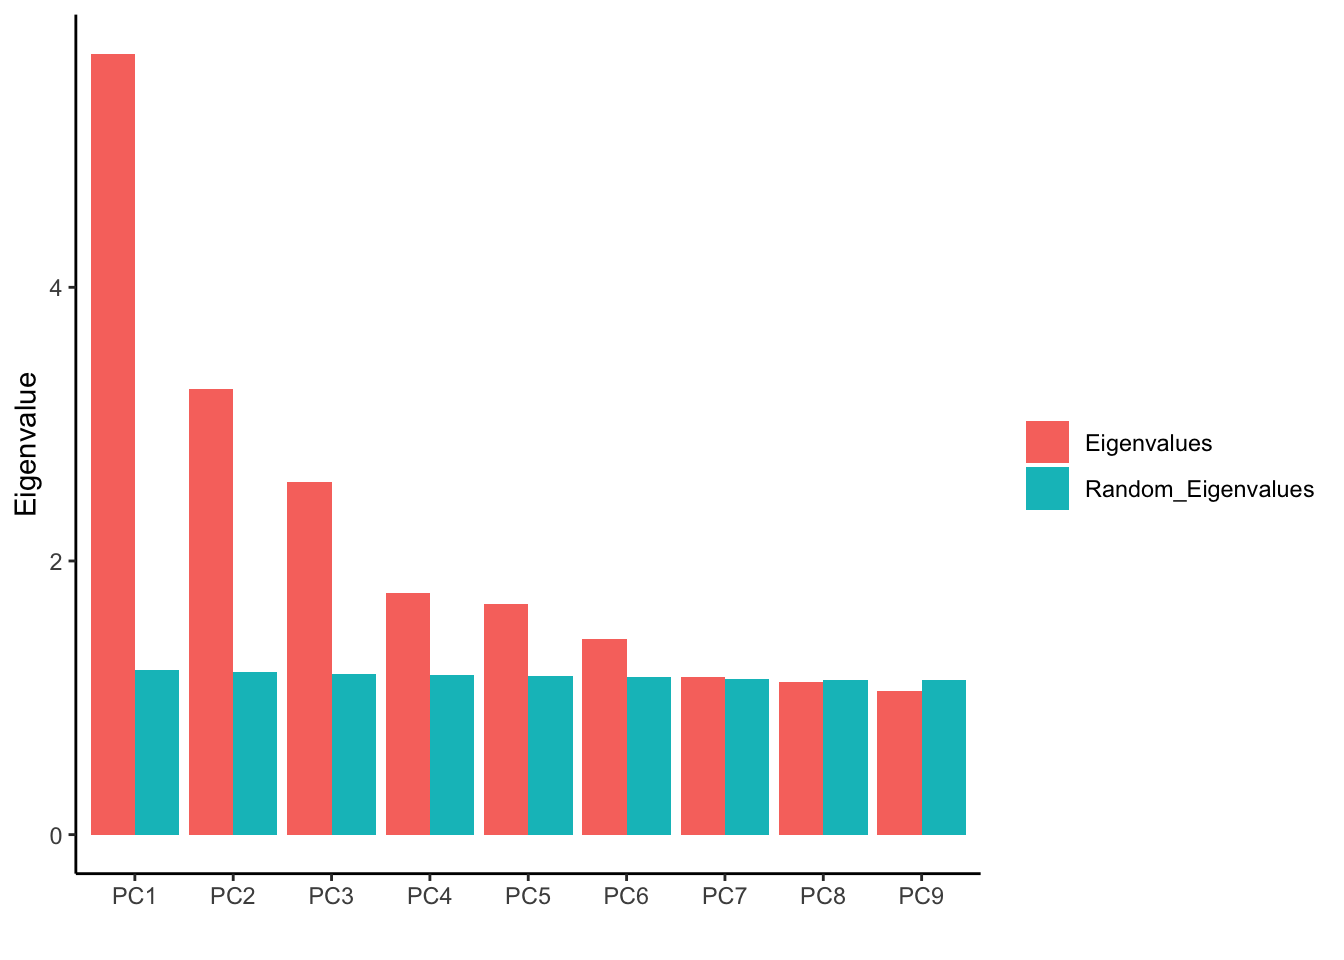 Eigenvalue
4
2
0
PC1 PC2 PC3 PC4 PC5 PC6 PC7 PC8 PC9
Eigenvalues
Random_Eigenvalues